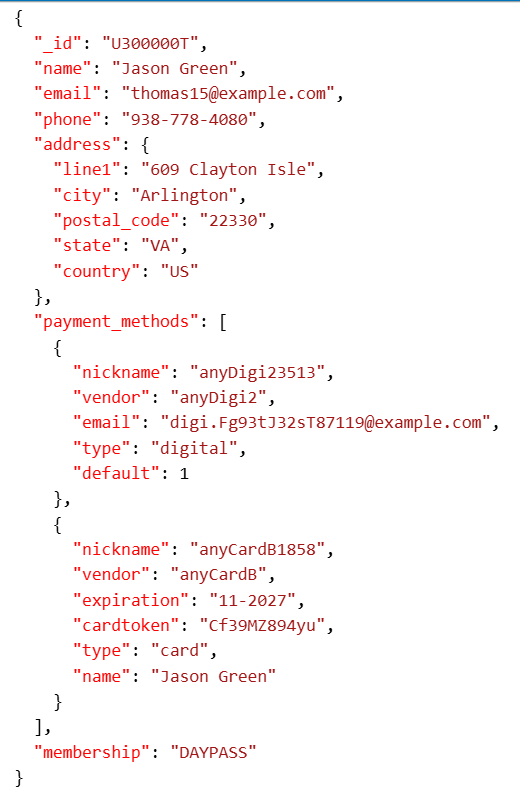 {
  "_id": "U300000T",
  "name": "Jason Green",
  "email": "thomas15@example.com",
  "phone": "938-778-4080",
  "address": {
    "line1": "609 Clayton Isle",
    "city": "Arlington",
    "postal_code": "22330",
    "state": "VA",
    "country": "US"
  },
  "payment_methods": [
    {
      "nickname": "anyDigi23513",
      "vendor": "anyDigi2",
      "email": "digi.Fg93tJ32sT87119@example.com",
      "type": "digital",
      "default": 1
    },
    {
      "nickname": "anyCardB1858",
      "vendor": "anyCardB",
      "expiration": "11-2027",
      "cardtoken": "Cf39MZ894yu",
      "type": "card",
      "name": "Jason Green"
    }
  ],
  "membership": "DAYPASS"
}